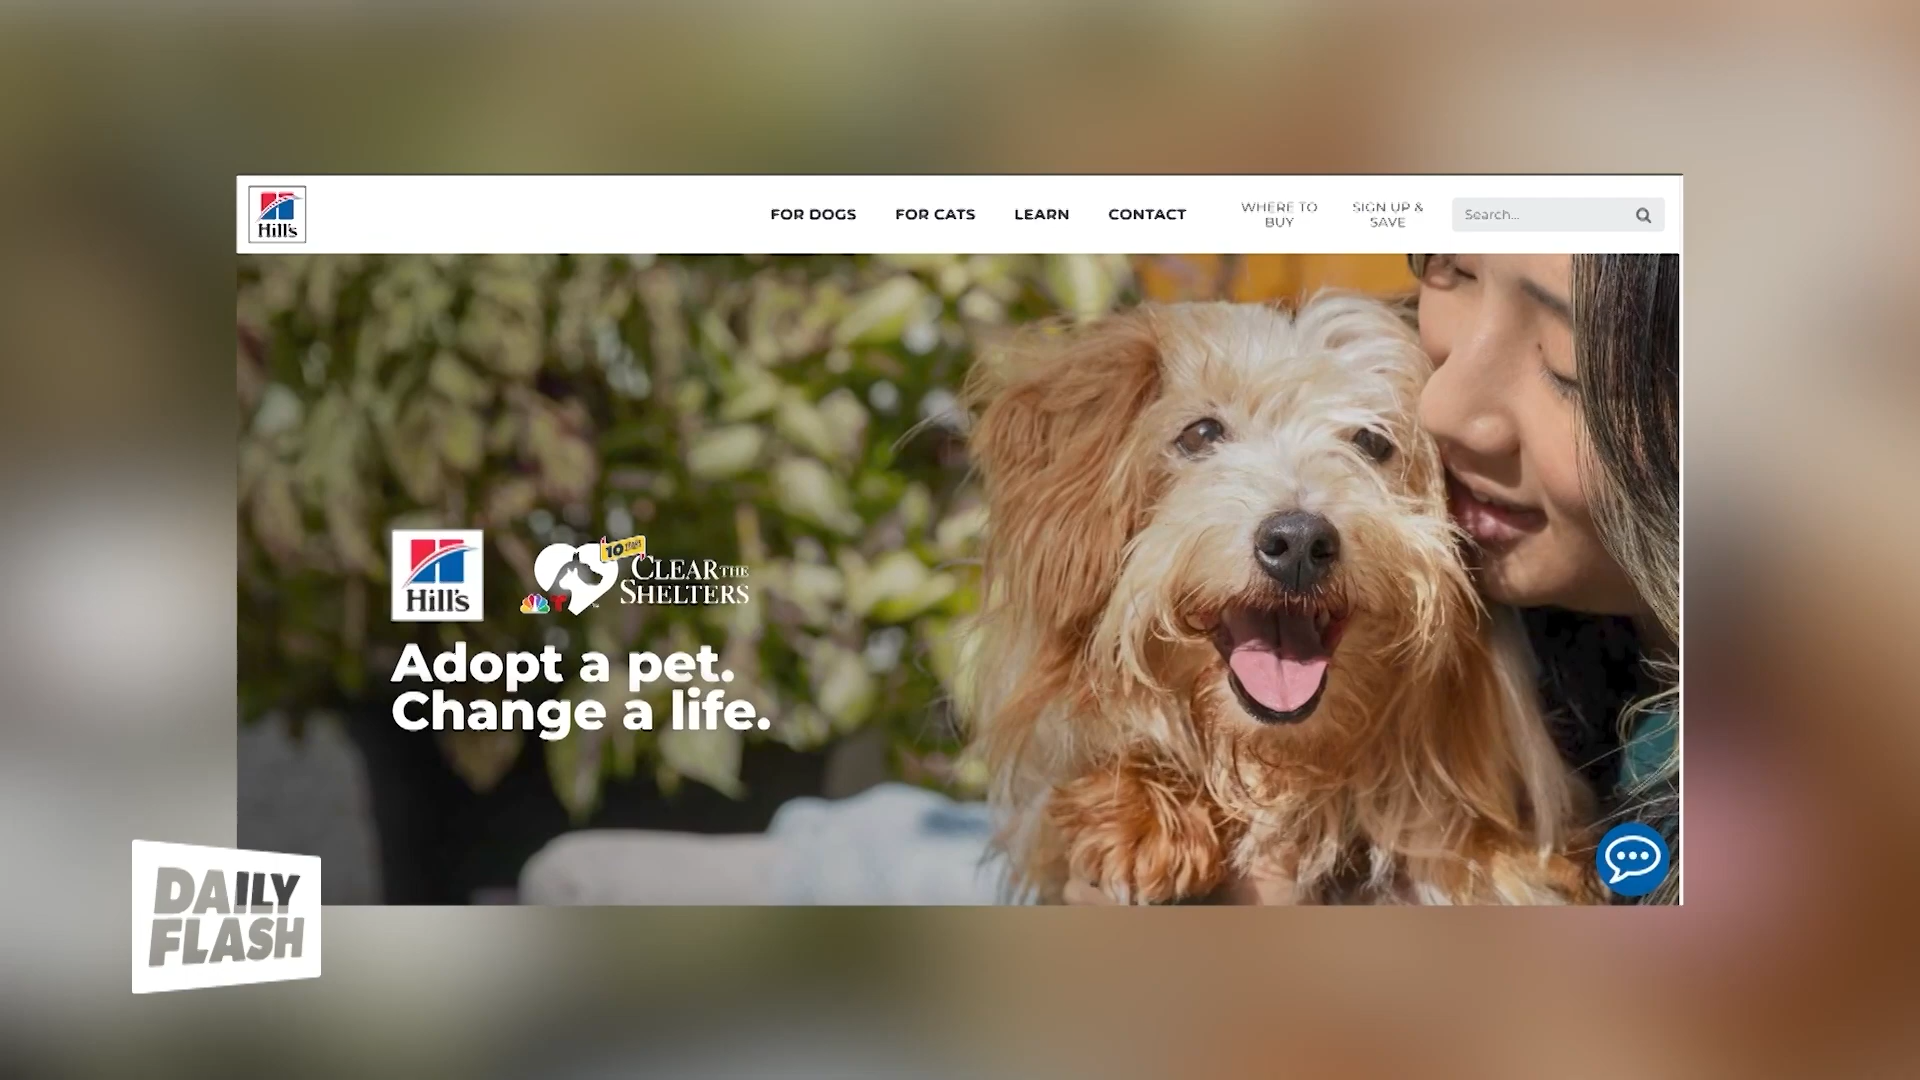 Hill's
FOR DOGS
FOR CATS
LEARN
CONTACT
WHERE TO
BUY
SIGN UP &
SAVE
Search...
Hill's
10
CLEAR THE
SHELTERS
Adopt a pet.
Change a life.
DAILY
FLASH